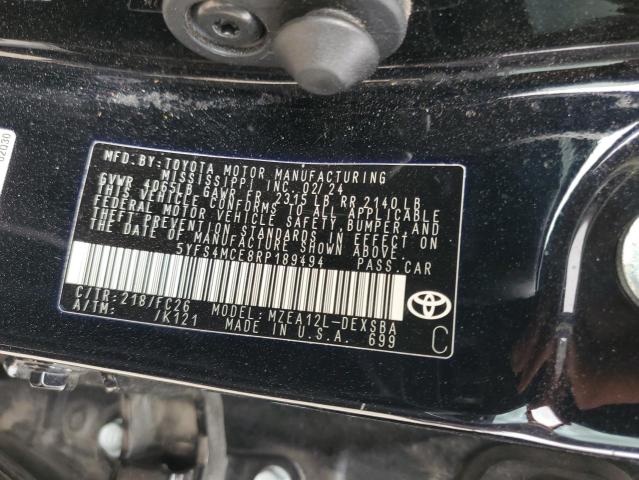 MFD.BY:TOYOTA MOTOR MANUFACTURING
MISSISSIPPI INC. 02/24
GVWR 4065LB GAWR FR 2315 LB RR 2140 LB
THIS VEHICLE CONFORMS TO ALL APPLICABLE
FEDERAL MOTOR VEHICLE SAFETY, BUMPER, AND
THEFT PREVENTION STANDARDS IN EFFECT ON
THE DATE OF MANUFACTURE SHOWN ABOVE.
5YFS4MCE8RP189494 PASS.CAR
C/TR:218/FC26 MODEL:MZEA12L-DEXSBA
A/TM: /K121 MADE IN U.S.A. 699
TOYOTA
C
02030